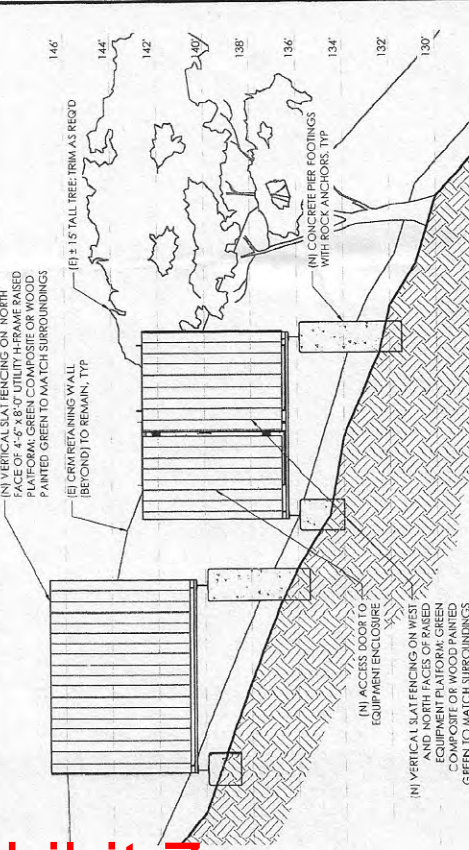 (N) VERTICAL SLAT FENCING ON NORTH
FACE OF 4'-6" x 8'-0" UTILITY H-FRAME RAISED
PLATFORM; GREEN COMPOSITE OR WOOD
PAINTED GREEN TO MATCH SURROUNDINGS
(E) CRM RETAINING WALL
(BEYOND) TO REMAIN, TYP
(E) ± 15' TALL TREE; TRIM AS REQ'D
146'
144'
142'
140'
138'
136'
134'
132'
130'
(N) CONCRETE PIER FOOTINGS
WITH ROCK ANCHORS, TYP
(N) ACCESS DOOR TO
EQUIPMENT ENCLOSURE
(N) VERTICAL SLAT FENCING ON WEST
AND NORTH FACES OF RAISED
EQUIPMENT PLATFORM; GREEN
COMPOSITE OR WOOD PAINTED
GREEN TO MATCH SURROUNDINGS